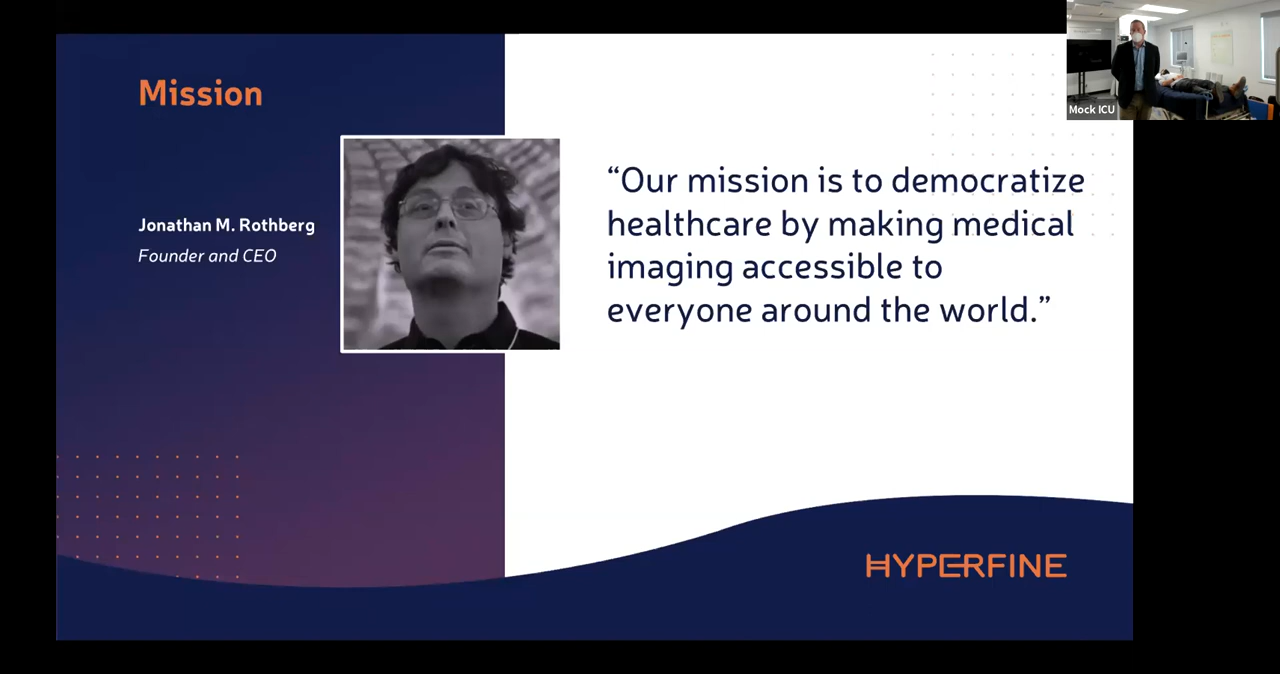 Mission
Jonathan M. Rothberg
Founder and CEO
“Our mission is to democratize
healthcare by making medical
imaging accessible to
everyone around the world.”
HYPERFINE
Mock ICU